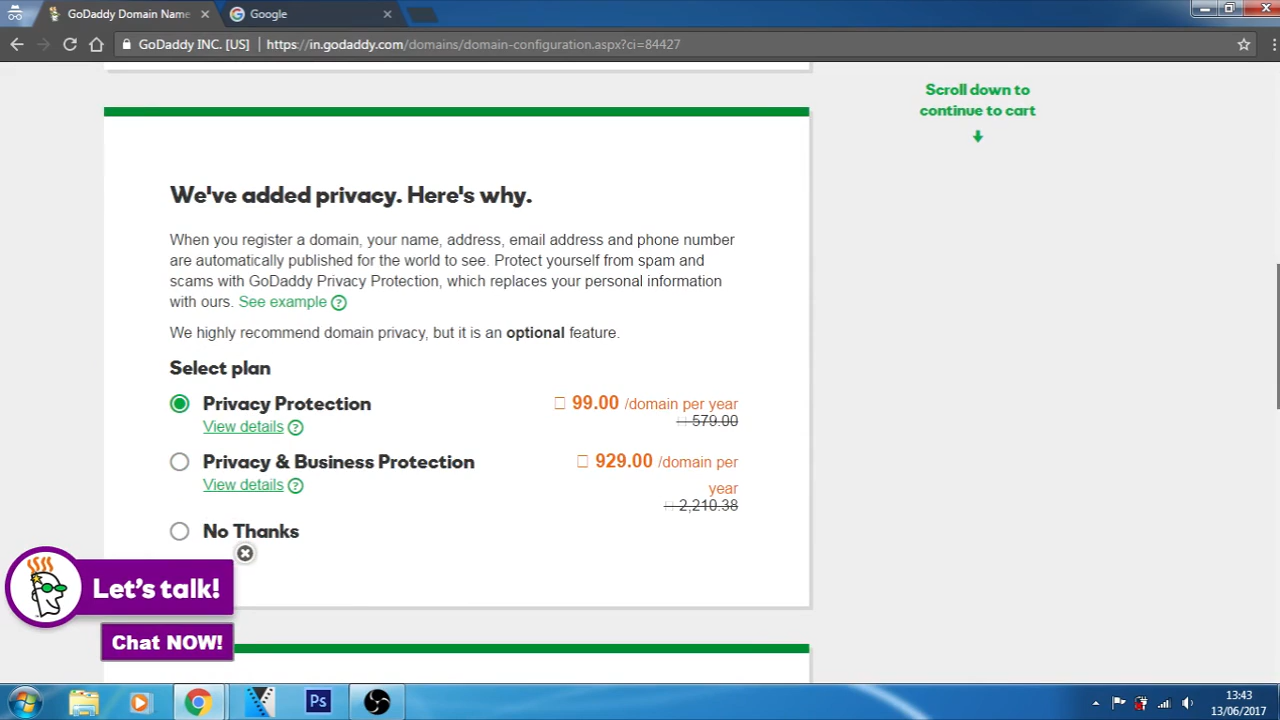 GoDaddy Domain Name
Google
GoDaddy INC. [US] https://in.godaddy.com/domains/domain-configuration.aspx?ci=84427
Scroll down to
continue to cart
We've added privacy. Here's why.
When you register a domain, your name, address, email address and phone number
are automatically published for the world to see. Protect yourself from spam and
scams with GoDaddy Privacy Protection, which replaces your personal information
with ours. See example ?
We highly recommend domain privacy, but it is an optional feature.
Select plan
Privacy Protection 99.00 /domain per year
View details ? 579.00
Privacy & Business Protection 929.00 /domain per
year
View details ? 2,210.38
No Thanks
Let's talk!
Chat NOW!
Ps
13:43
13/06/2017